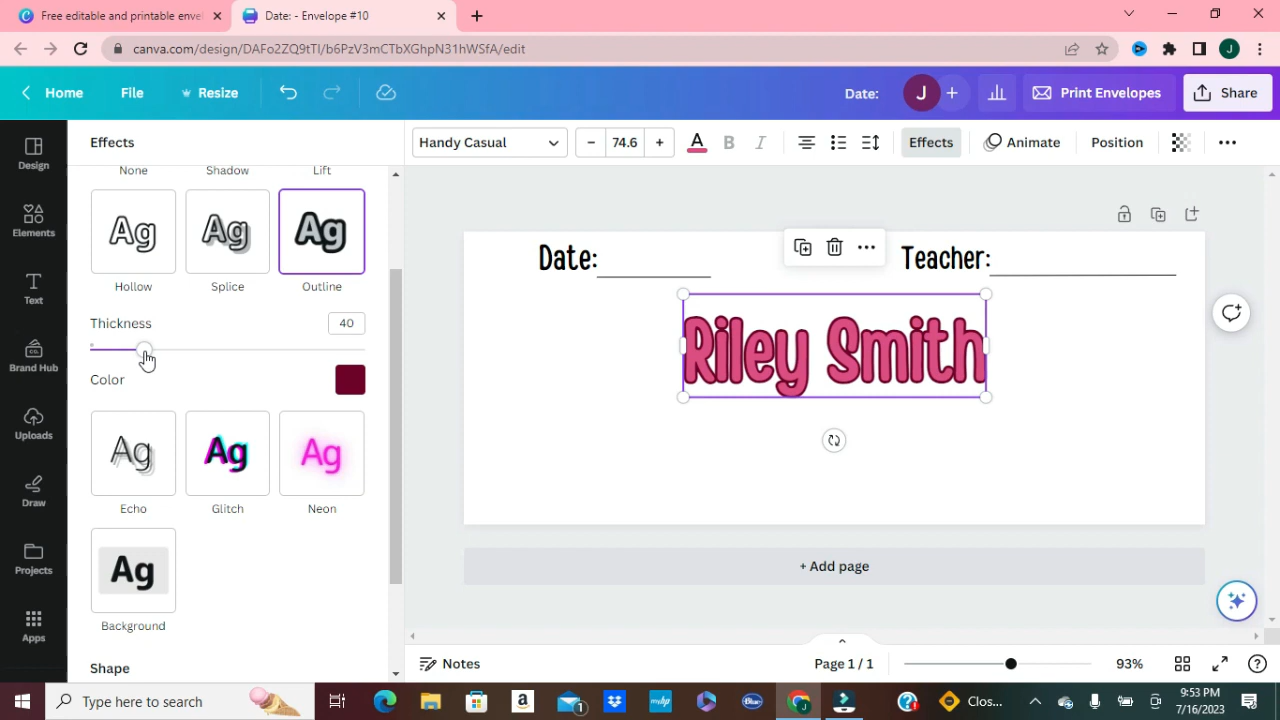 Free editable and printable enve
Date: - Envelope #10
canva.com/design/DAFo2ZQ9tTI/b6PzV3mCTbXGhpN31hWSfA/edit
Home
File
Resize
Date:
J
Print Envelopes
Share
Effects
Handy Casual
74.6
A
B
I
Effects
Animate
Position
Design
Elements
Text
Brand Hub
Uploads
Draw
Projects
Apps
None
Shadow
Lift
Ag
Ag
Ag
Hollow
Splice
Outline
Thickness
40
Color
Ag
Ag
Ag
Echo
Glitch
Neon
Ag
Background
Shape
Date:
Teacher:
Riley Smith
+ Add page
Notes
Page 1 / 1
93%
Type here to search
Clos...
9:53 PM
7/16/2023